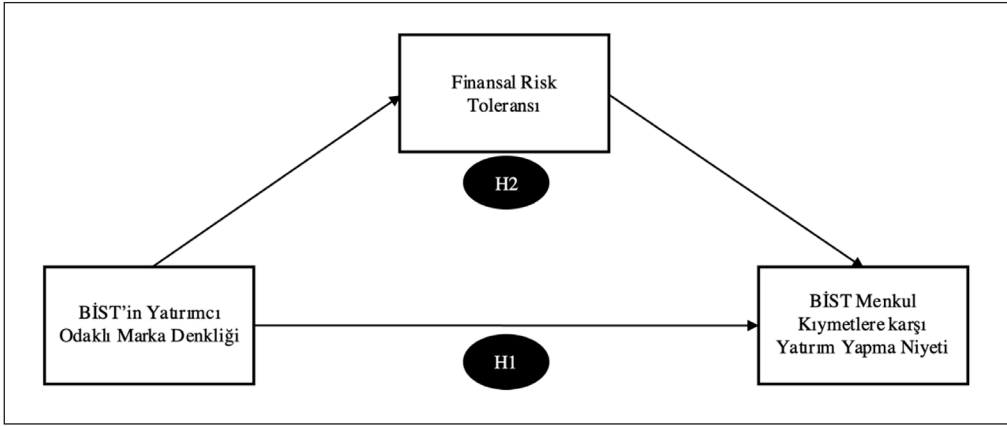 Finansal Risk
Toleransı
H2
BİST’in Yatırımcı
Odaklı Marka Denkliği
BİST Menkul
Kıymetlere karşı
Yatırım Yapma Niyeti
H1